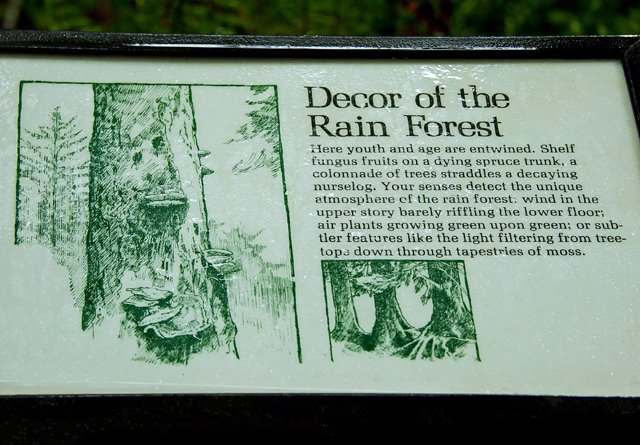 Decor of the
Rain Forest
Here youth and age are entwined. Shelf
fungus fruits on a dying spruce trunk, a
colonnade of trees straddles a decaying
nurselog. Your senses detect the unique
atmosphere of the rain forest: wind in the
upper story barely riffling the lower floor;
air plants growing green upon green; or sub-
tler features like the light filtering from tree-
tops down through tapestries of moss.